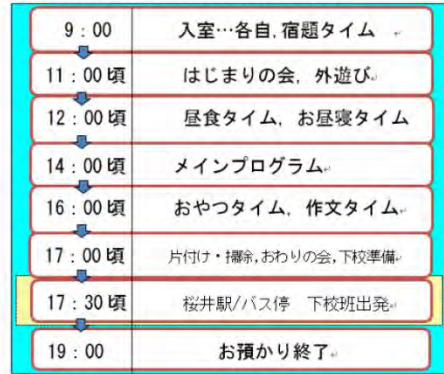 9：00 入室…各自,宿題タイム
11：00頃 はじまりの会，外遊び
12：00頃 昼食タイム，お昼寝タイム
14：00頃 メインプログラム
16：00頃 おやつタイム，作文タイム
17：00頃 片付け・掃除,おわりの会,下校準備
17：30頃 桜井駅/バス停 下校班出発
19：00 お預かり終了